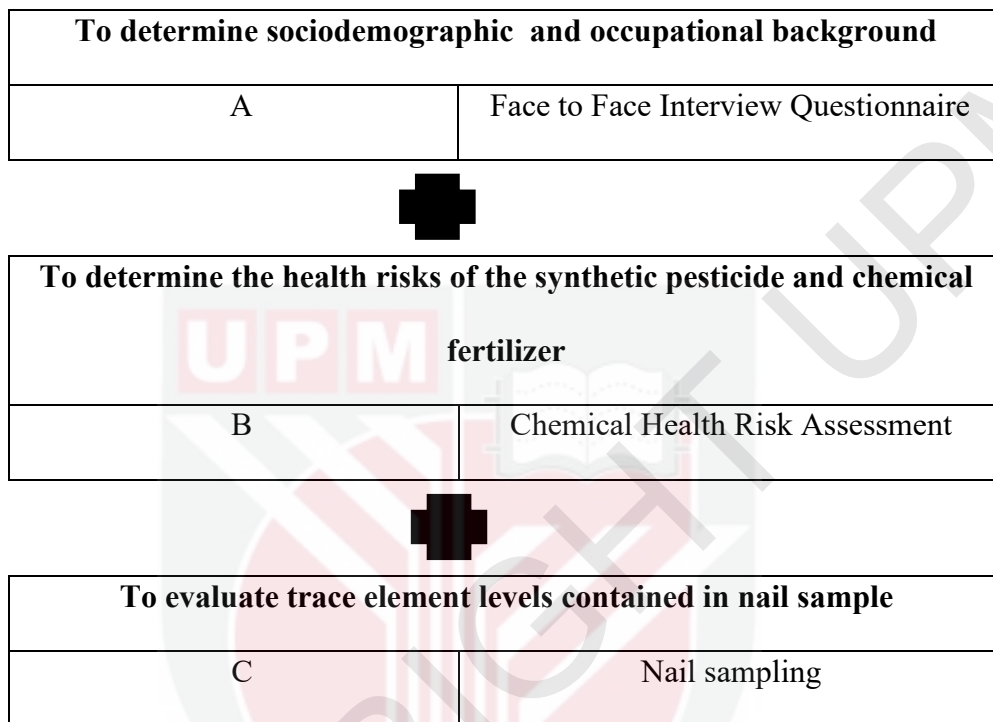 To determine sociodemographic and occupational background
A Face to Face Interview Questionnaire
To determine the health risks of the synthetic pesticide and chemical
fertilizer
UPM
B Chemical Health Risk Assessment
To evaluate trace element levels contained in nail sample
C Nail sampling